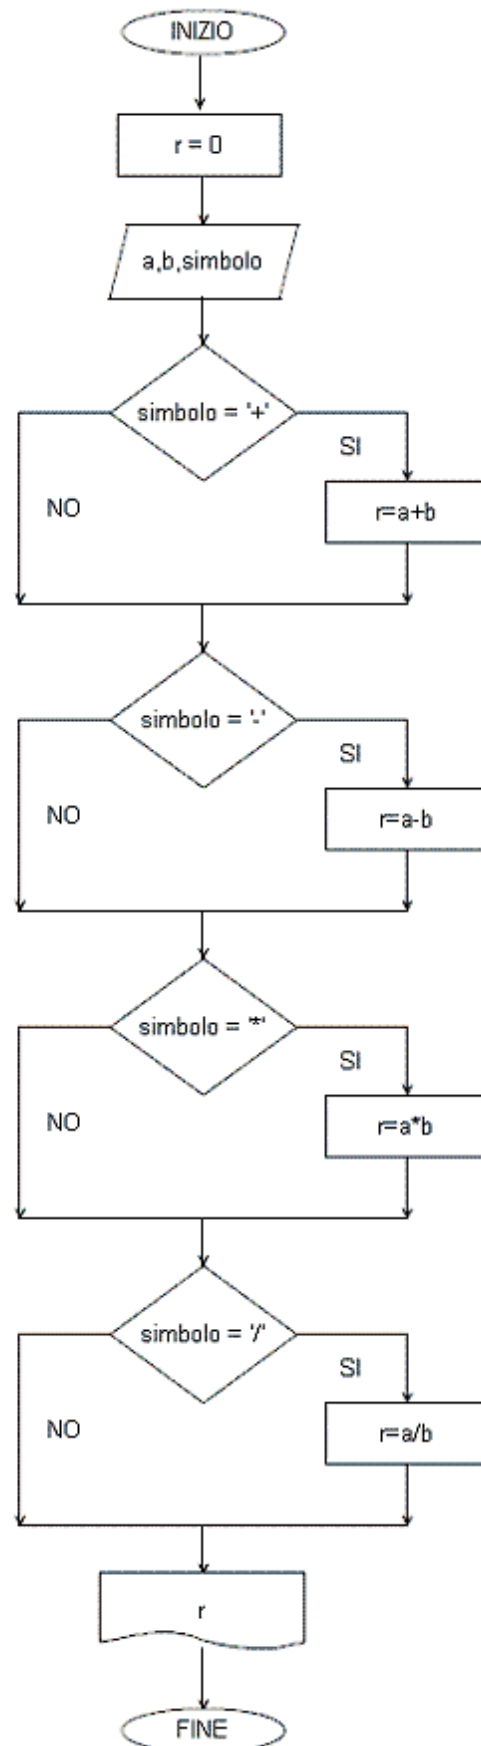 INIZIO
r = 0
a,b,simbolo
simbolo = '+'
SI
NO
r=a+b
simbolo = '-'
SI
NO
r=a-b
simbolo = '*'
SI
NO
r=a*b
simbolo = '/'
SI
NO
r=a/b
r
FINE